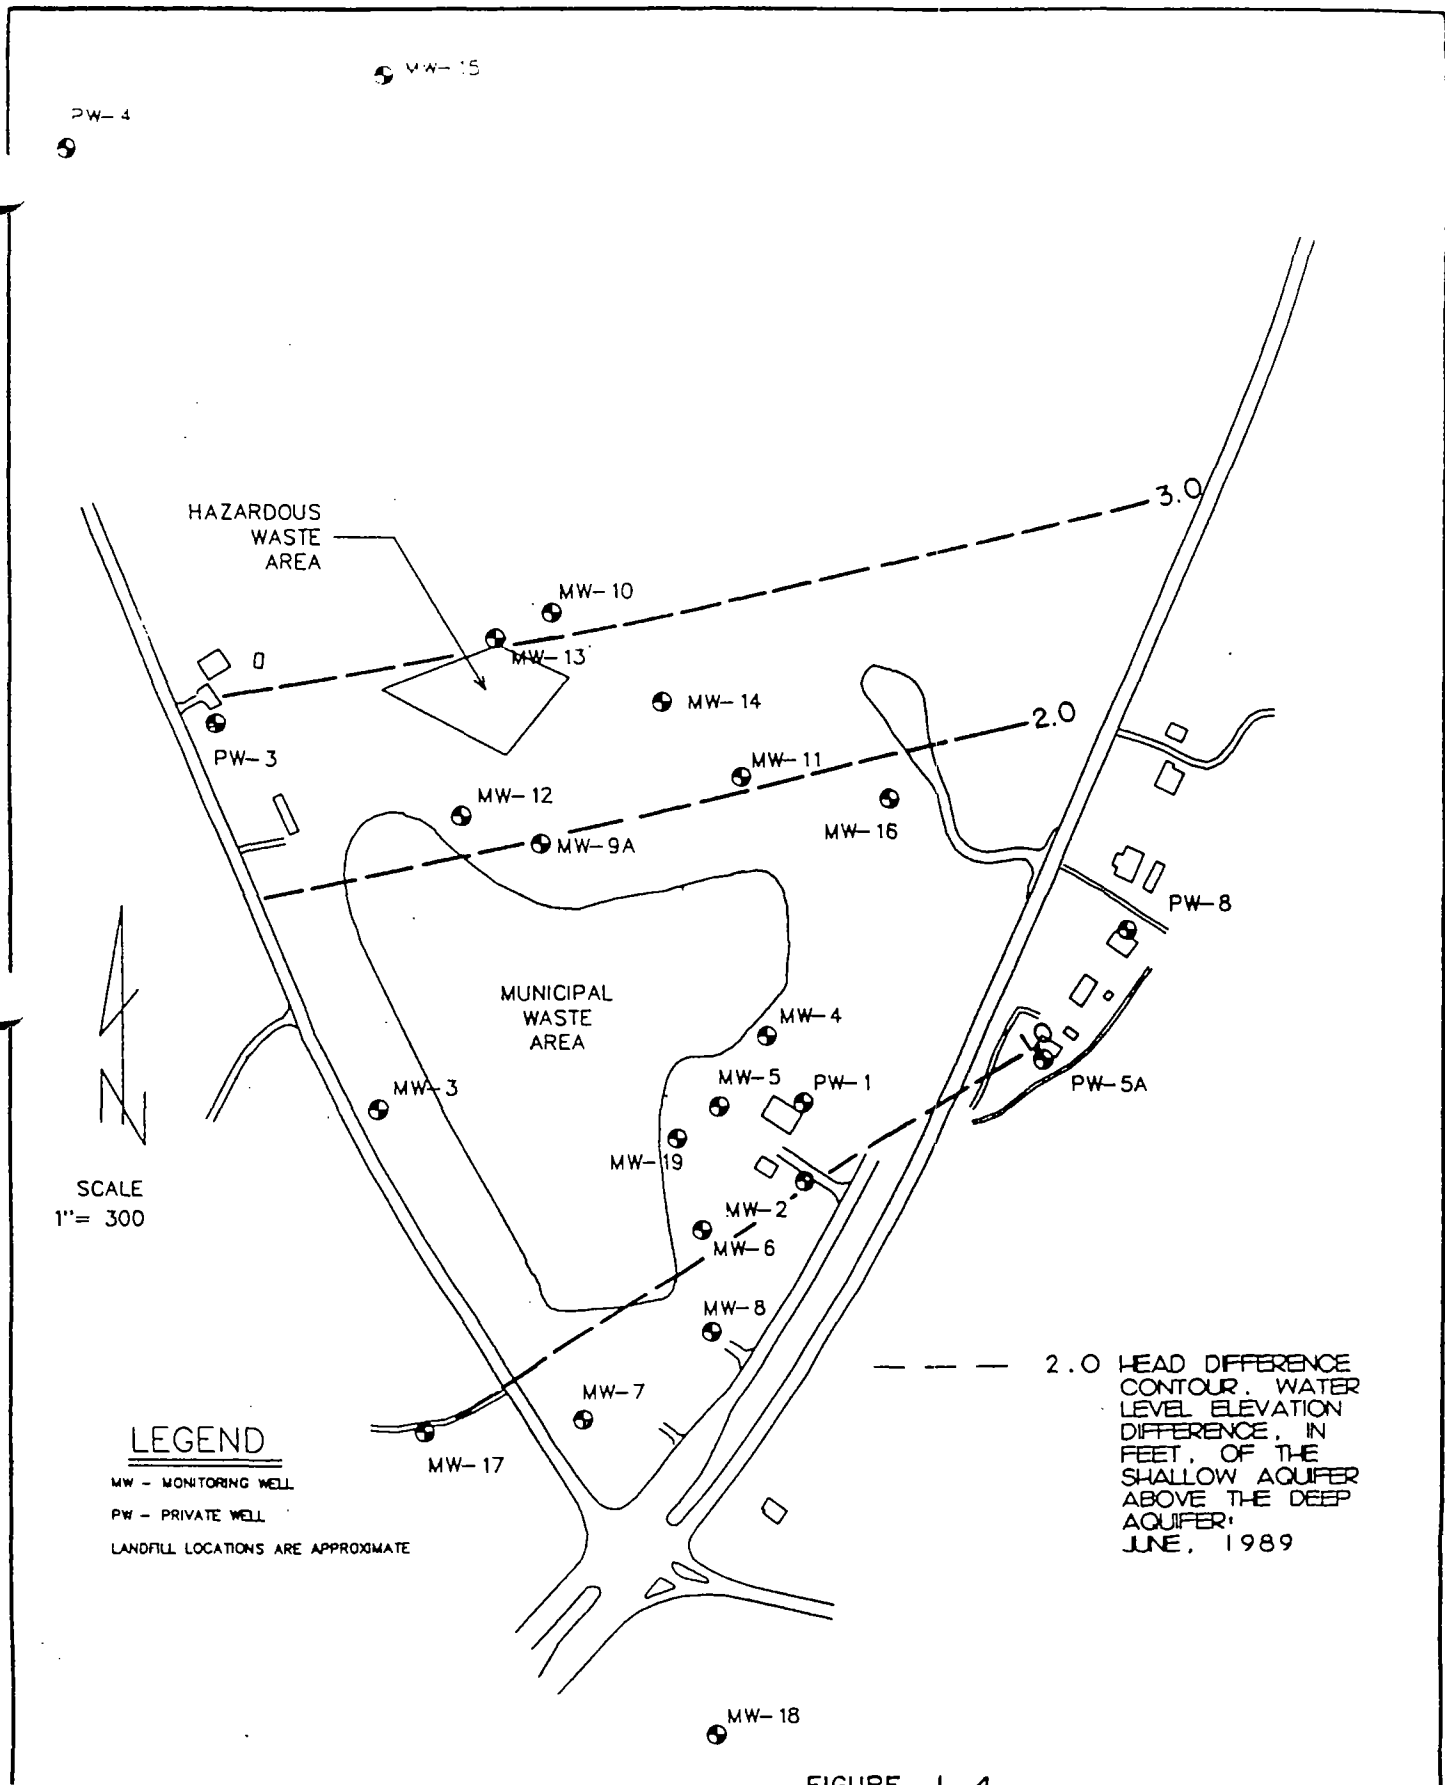 MW-15
PW-4
3.0
HAZARDOUS
WASTE
AREA
MW-10
MW-13
MW-14
2.0
PW-3
MW-11
MW-12
MW-16
MW-9A
PW-8
MUNICIPAL
WASTE
AREA
MW-4
MW-5
PW-1
MW-3
PW-5A
N
MW-19
SCALE
1"= 300
MW-2
MW-6
MW-8
2.0 HEAD DIFFERENCE
CONTOUR. WATER
LEVEL ELEVATION
DIFFERENCE, IN
FEET, OF THE
SHALLOW AQUIFER
ABOVE THE DEEP
AQUIFER:
JUNE, 1989
MW-7
LEGEND
MW-17
MW - MONITORING WELL
PW - PRIVATE WELL
LANDFILL LOCATIONS ARE APPROXIMATE
MW-18